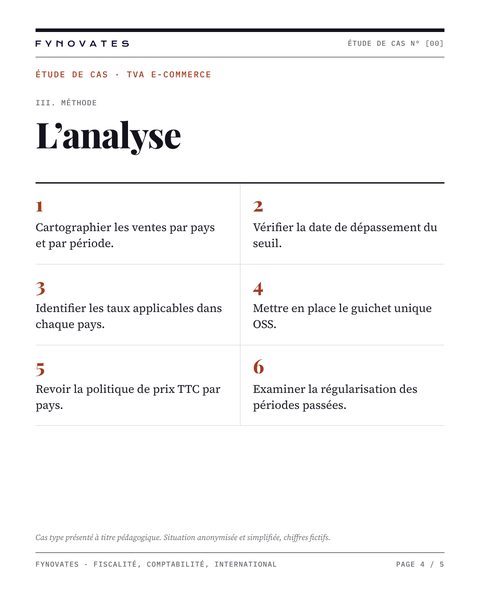 FYNOVATES
ÉTUDE DE CAS N° [00]
ÉTUDE DE CAS · TVA E-COMMERCE
III. MÉTHODE
L’analyse
1
Cartographier les ventes par pays
et par période.
2
Vérifier la date de dépassement du
seuil.
3
Identifier les taux applicables dans
chaque pays.
4
Mettre en place le guichet unique
OSS.
5
Revoir la politique de prix TTC par
pays.
6
Examiner la régularisation des
périodes passées.
Cas type présenté à titre pédagogique. Situation anonymisée et simplifiée, chiffres fictifs.
FYNOVATES · FISCALITÉ, COMPTABILITÉ, INTERNATIONAL
PAGE 4 / 5